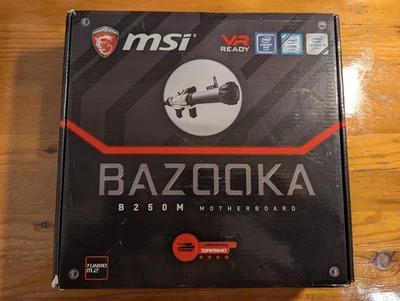 msi
VR
READY
BAZOOKA
B250M MOTHERBOARD
GAMING
TURBO
M.2